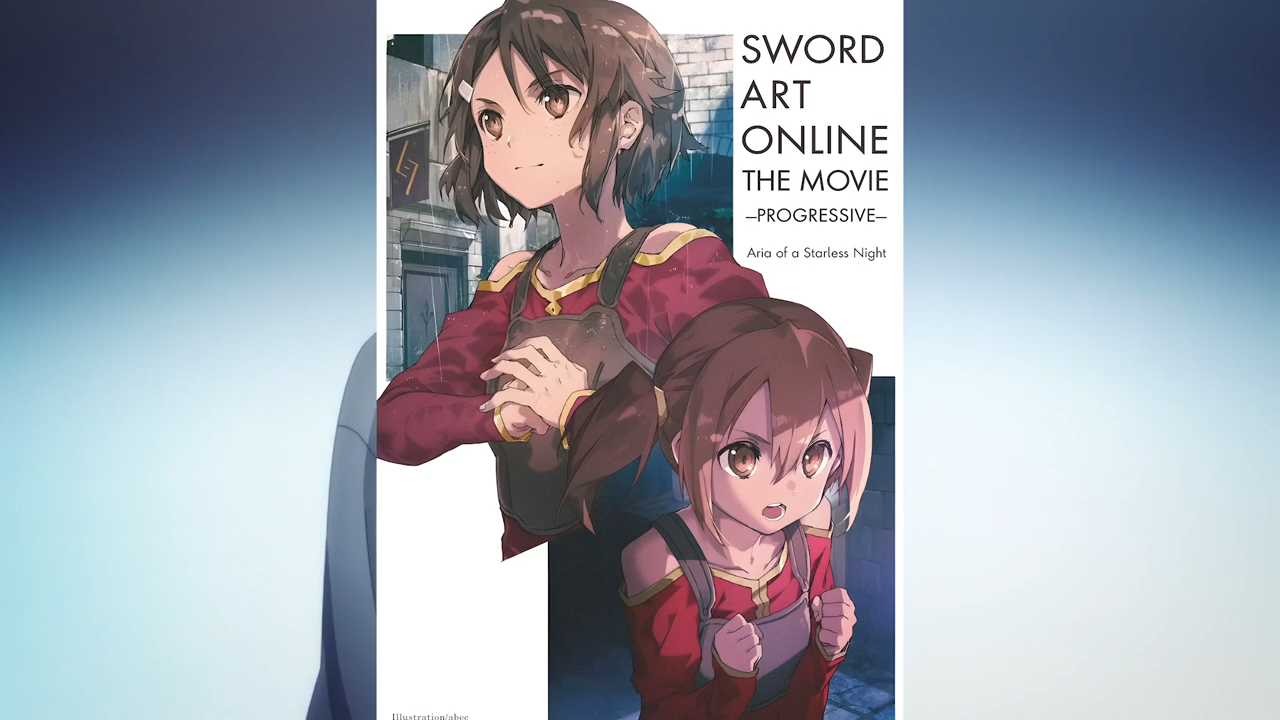 SWORD
ART
ONLINE
THE MOVIE
—PROGRESSIVE—
Aria of a Starless Night
Illustration/abec